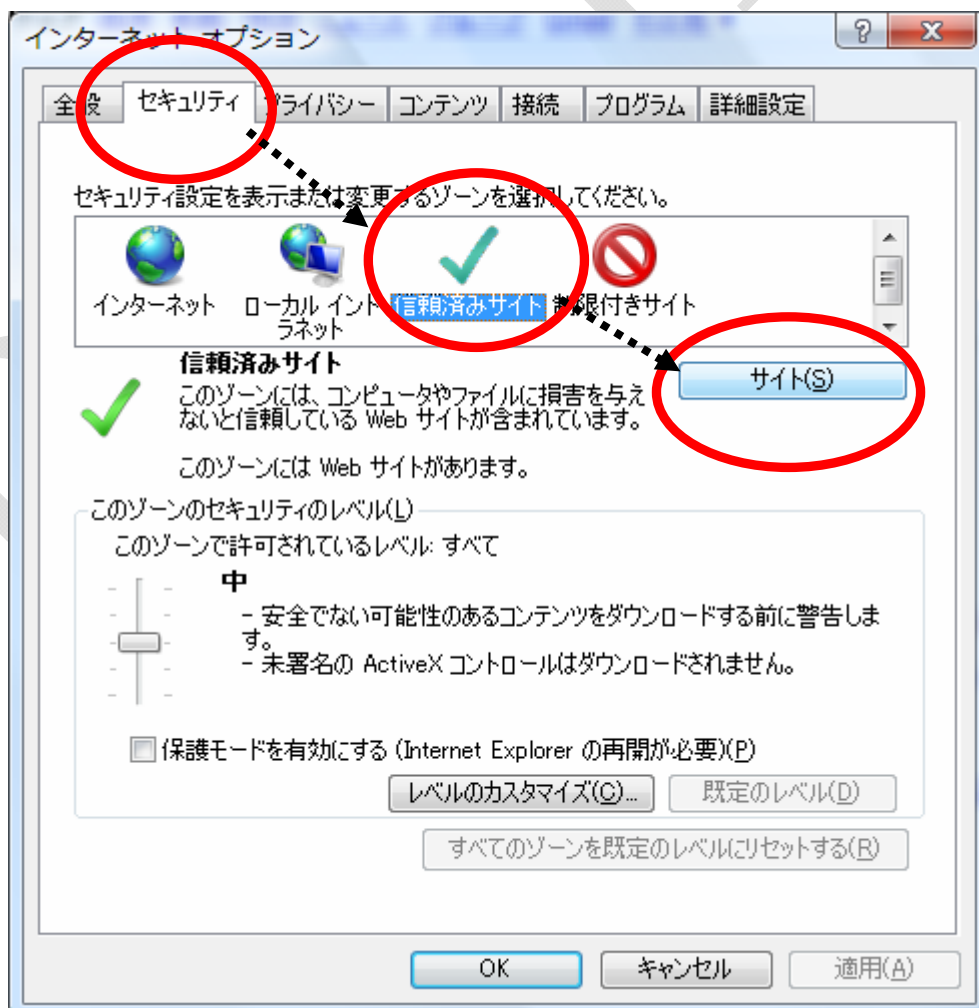 インターネット オプション
全般 セキュリティ プライバシー コンテンツ 接続 プログラム 詳細設定
セキュリティ設定を表示または変更するゾーンを選択してください。
インターネット
ローカル イント
ラネット
信頼済みサイト
制限付きサイト
信頼済みサイト
このゾーンには、コンピュータやファイルに損害を与え
ないと信頼している Web サイトが含まれています。
サイト(S)
このゾーンには Web サイトがあります。
このゾーンのセキュリティのレベル(L)
このゾーンで許可されているレベル: すべて
中
- 安全でない可能性のあるコンテンツをダウンロードする前に警告しま
す。
- 未署名の ActiveX コントロールはダウンロードされません。
保護モードを有効にする (Internet Explorer の再開が必要)(P)
レベルのカスタマイズ(C)... 既定のレベル(D)
すべてのゾーンを既定のレベルにリセットする(R)
OK キャンセル 適用(A)